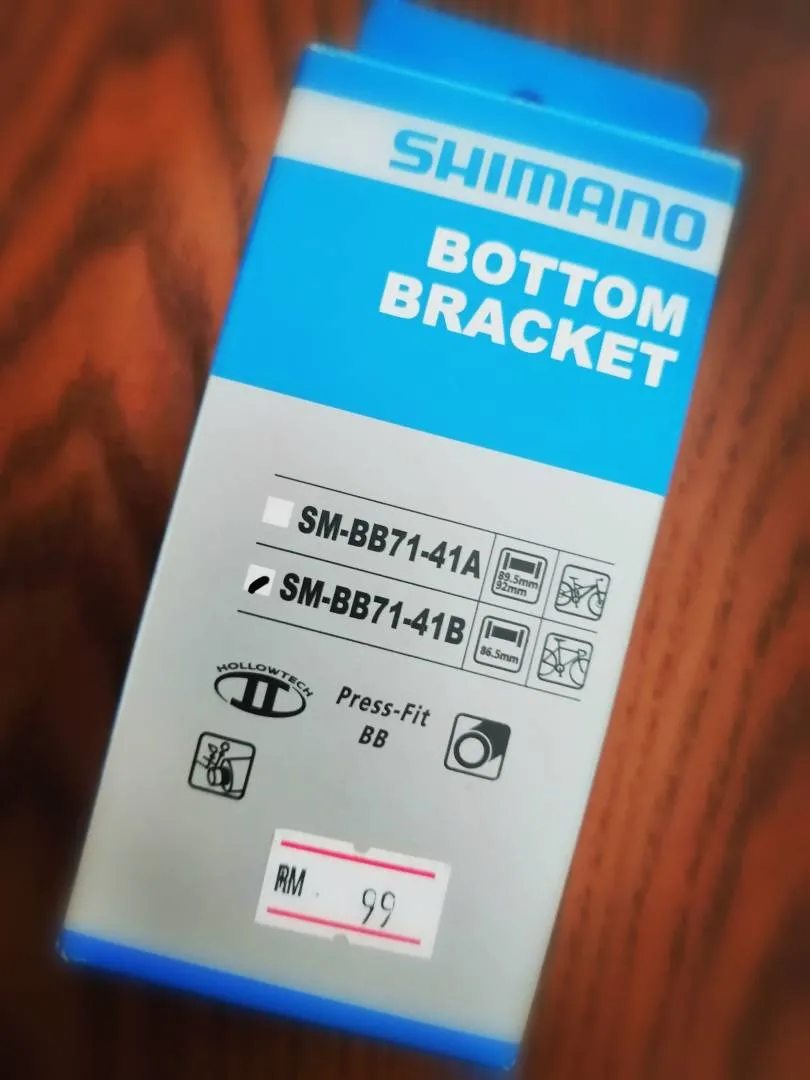 SHIMANO
BOTTOM
BRACKET
SM-BB71-41A
89.5mm
92mm
SM-BB71-41B
86.5mm
HOLLOWTECH
II
Press-Fit
BB
RM 99